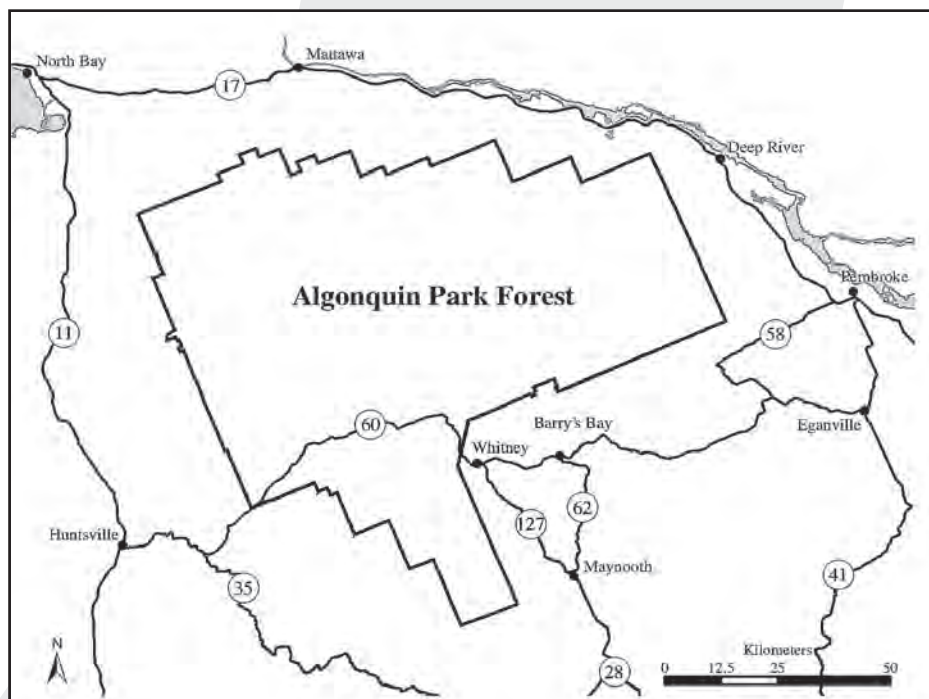 North Bay
Mattawa
17
Deep River
Algonquin Park Forest
Pembroke
11
58
60
Barry's Bay
Eganville
Whitney
62
127
Huntsville
Maynooth
35
41
N
Kilometers
0 12.5 25 50
28